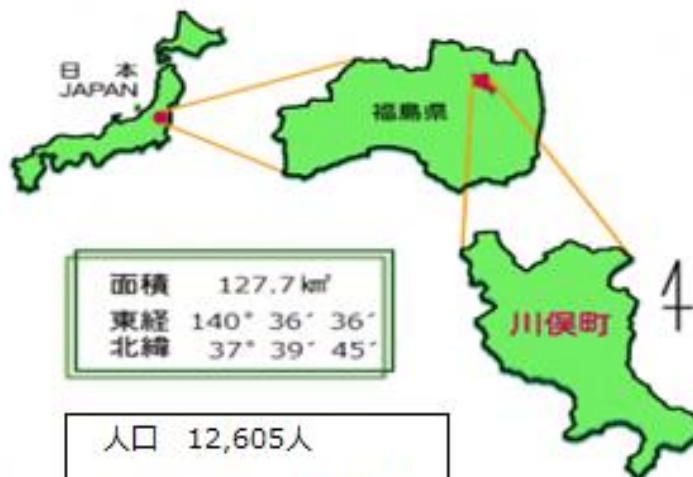 日　本
JAPAN
福島県
川俣町
面積　127.7㎢
東経　140°36′36′
北緯　37°39′45′
人口　12,605人